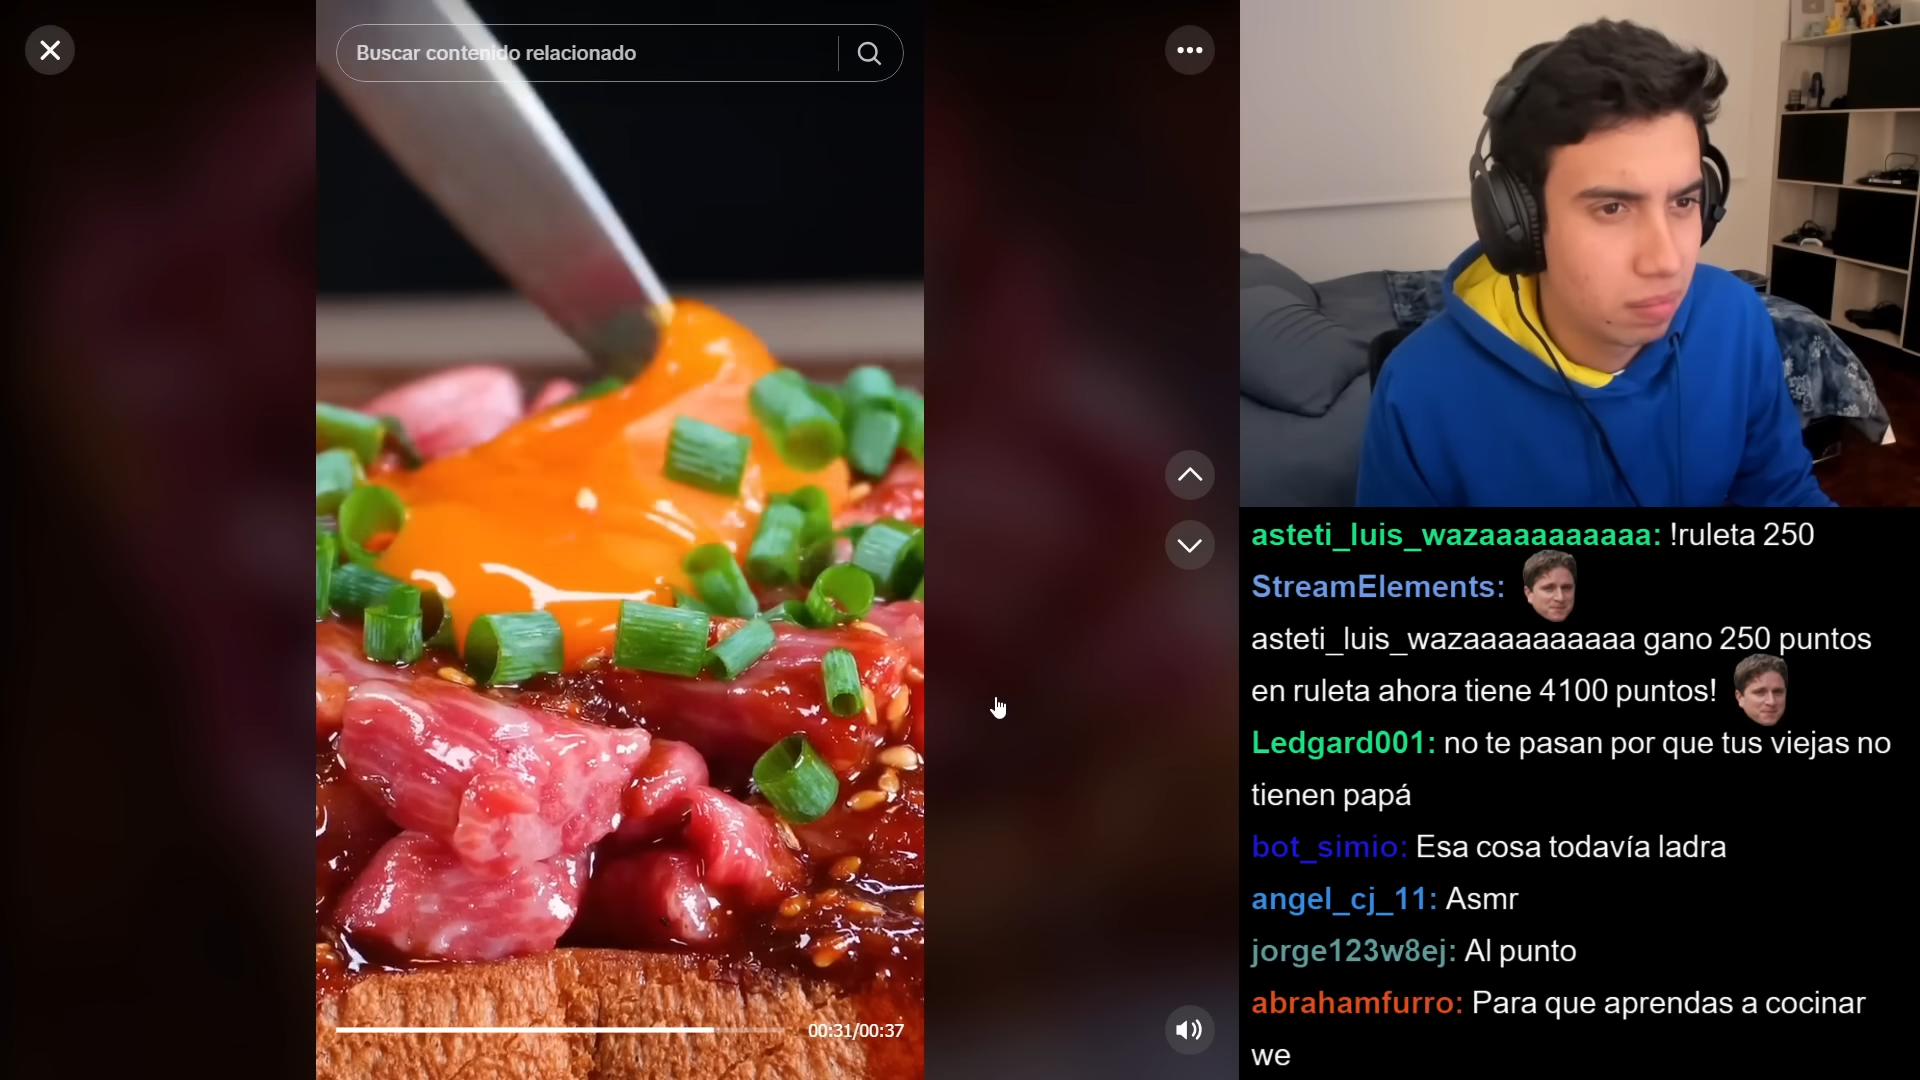 Buscar contenido relacionado
00:31/00:37
asteti_luis_wazaaaaaaaaaa: !ruleta 250
StreamElements:
asteti_luis_wazaaaaaaaaaa gano 250 puntos
en ruleta ahora tiene 4100 puntos!
Ledgard001: no te pasan por que tus viejas no
tienen papá
bot_simio: Esa cosa todavía ladra
angel_cj_11: Asmr
jorge123w8ej: Al punto
abrahamfurro: Para que aprendas a cocinar
we